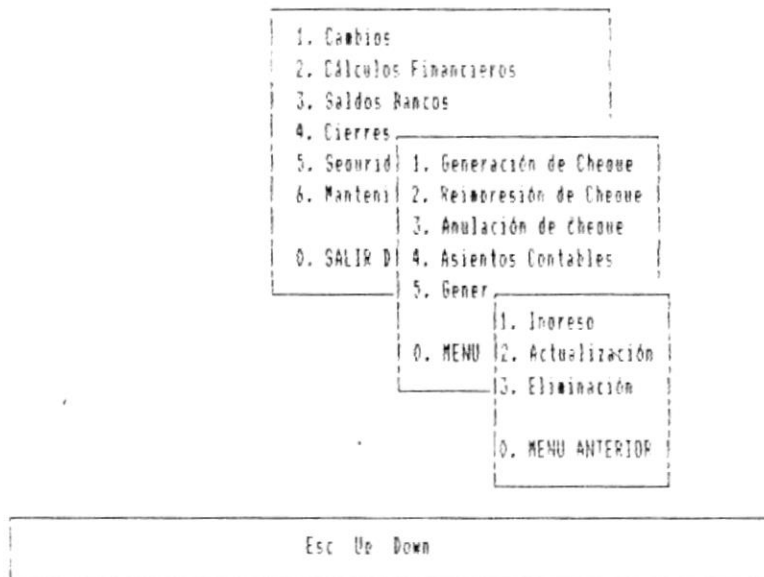 1. Cambios
2. Cálculos Financieros
3. Saldos Bancos
4. Cierres
5. Segurid
6. Manteni
0. SALIR D
1. Generación de Cheque
2. Reimpresión de Cheque
3. Anulación de Cheque
4. Asientos Contables
5. Gener
0. MENU
1. Ingreso
2. Actualización
3. Eliminación
0. MENU ANTERIOR
Esc Up Down